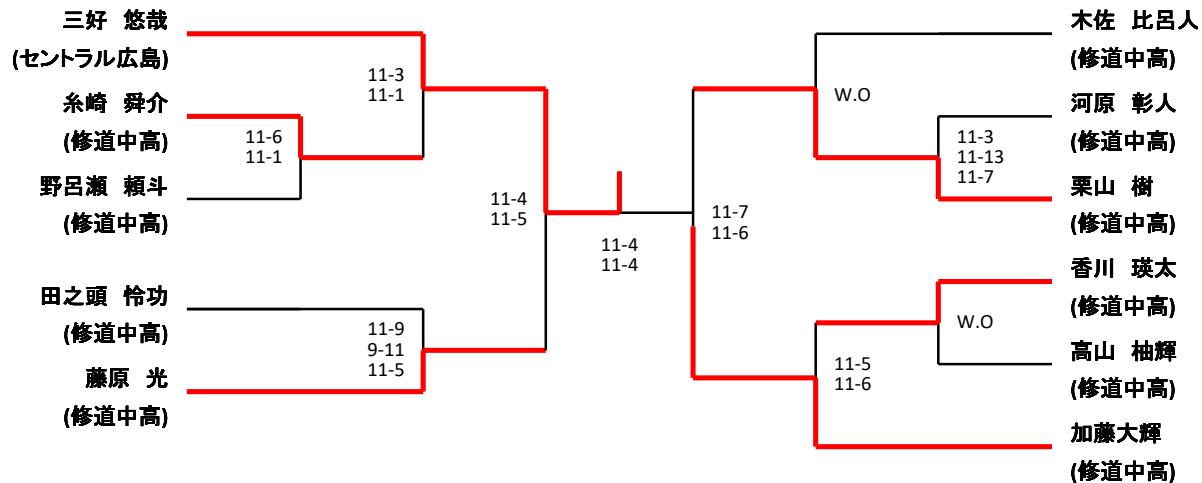 三好 悠哉
(セントラル広島)
糸崎 舜介
(修道中高)
野呂瀬 頼斗
(修道中高)
田之頭 怜功
(修道中高)
藤原 光
(修道中高)
11-3
11-1
11-6
11-1
11-4
11-5
11-9
9-11
11-5
11-4
11-4
11-7
11-6
W.O
11-3
11-13
11-7
W.O
11-5
11-6
木佐 比呂人
(修道中高)
河原 彰人
(修道中高)
栗山 樹
(修道中高)
香川 瑛太
(修道中高)
高山 柚輝
(修道中高)
加藤大輝
(修道中高)